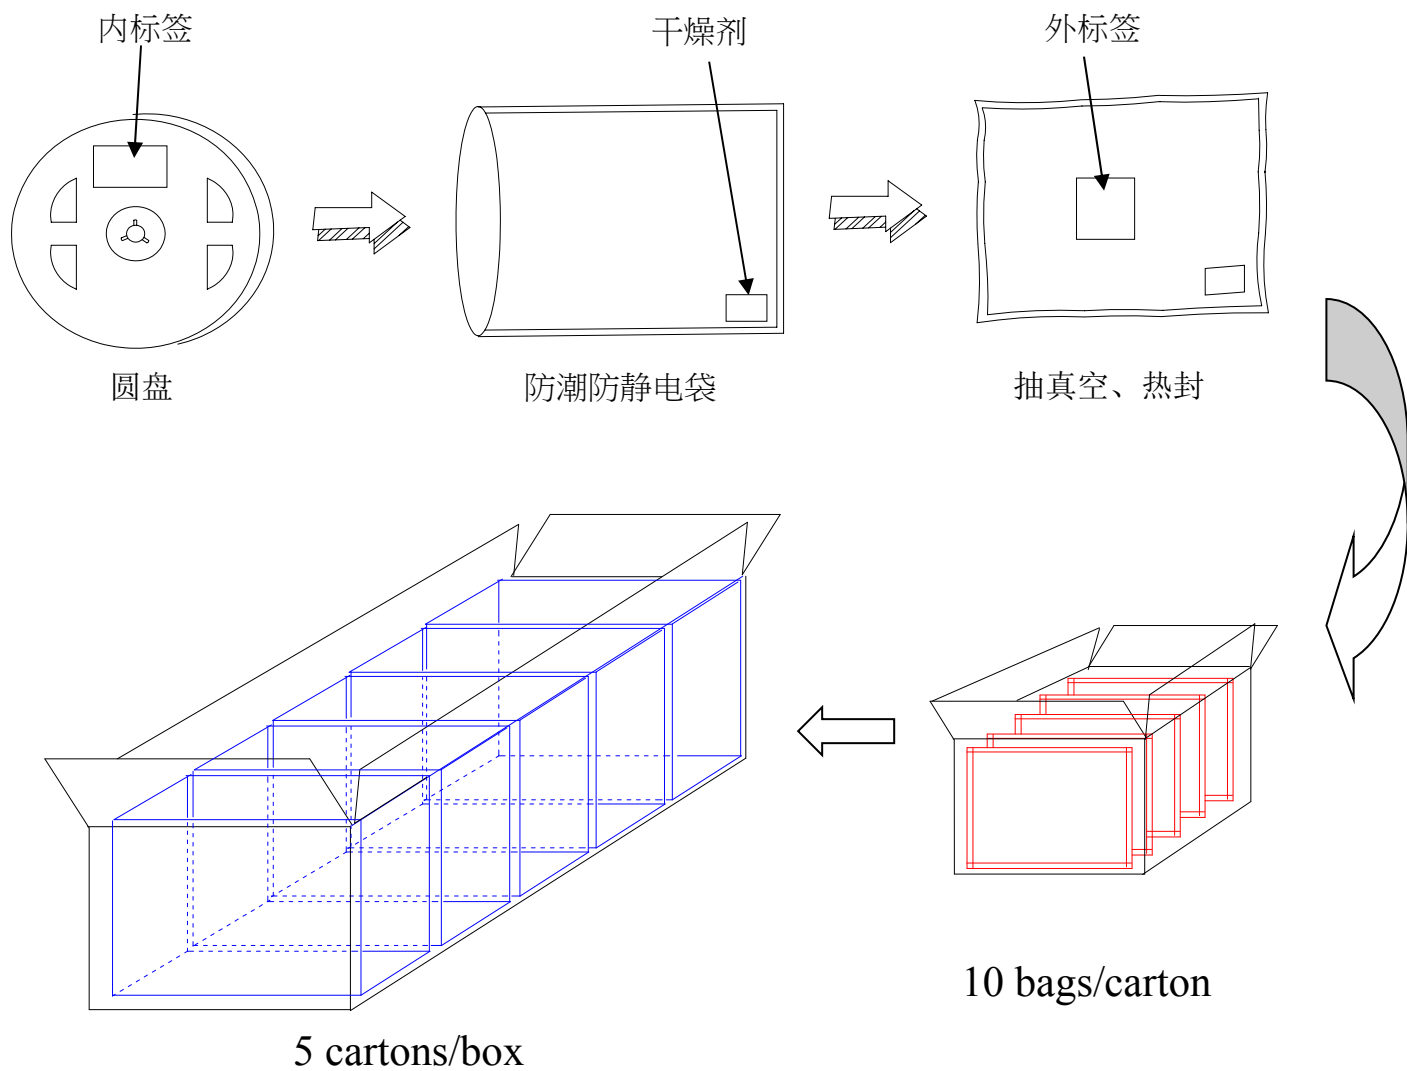 内标签
干燥剂
外标签
圆盘
防潮防静电袋
抽真空、热封
10 bags/carton
5 cartons/box